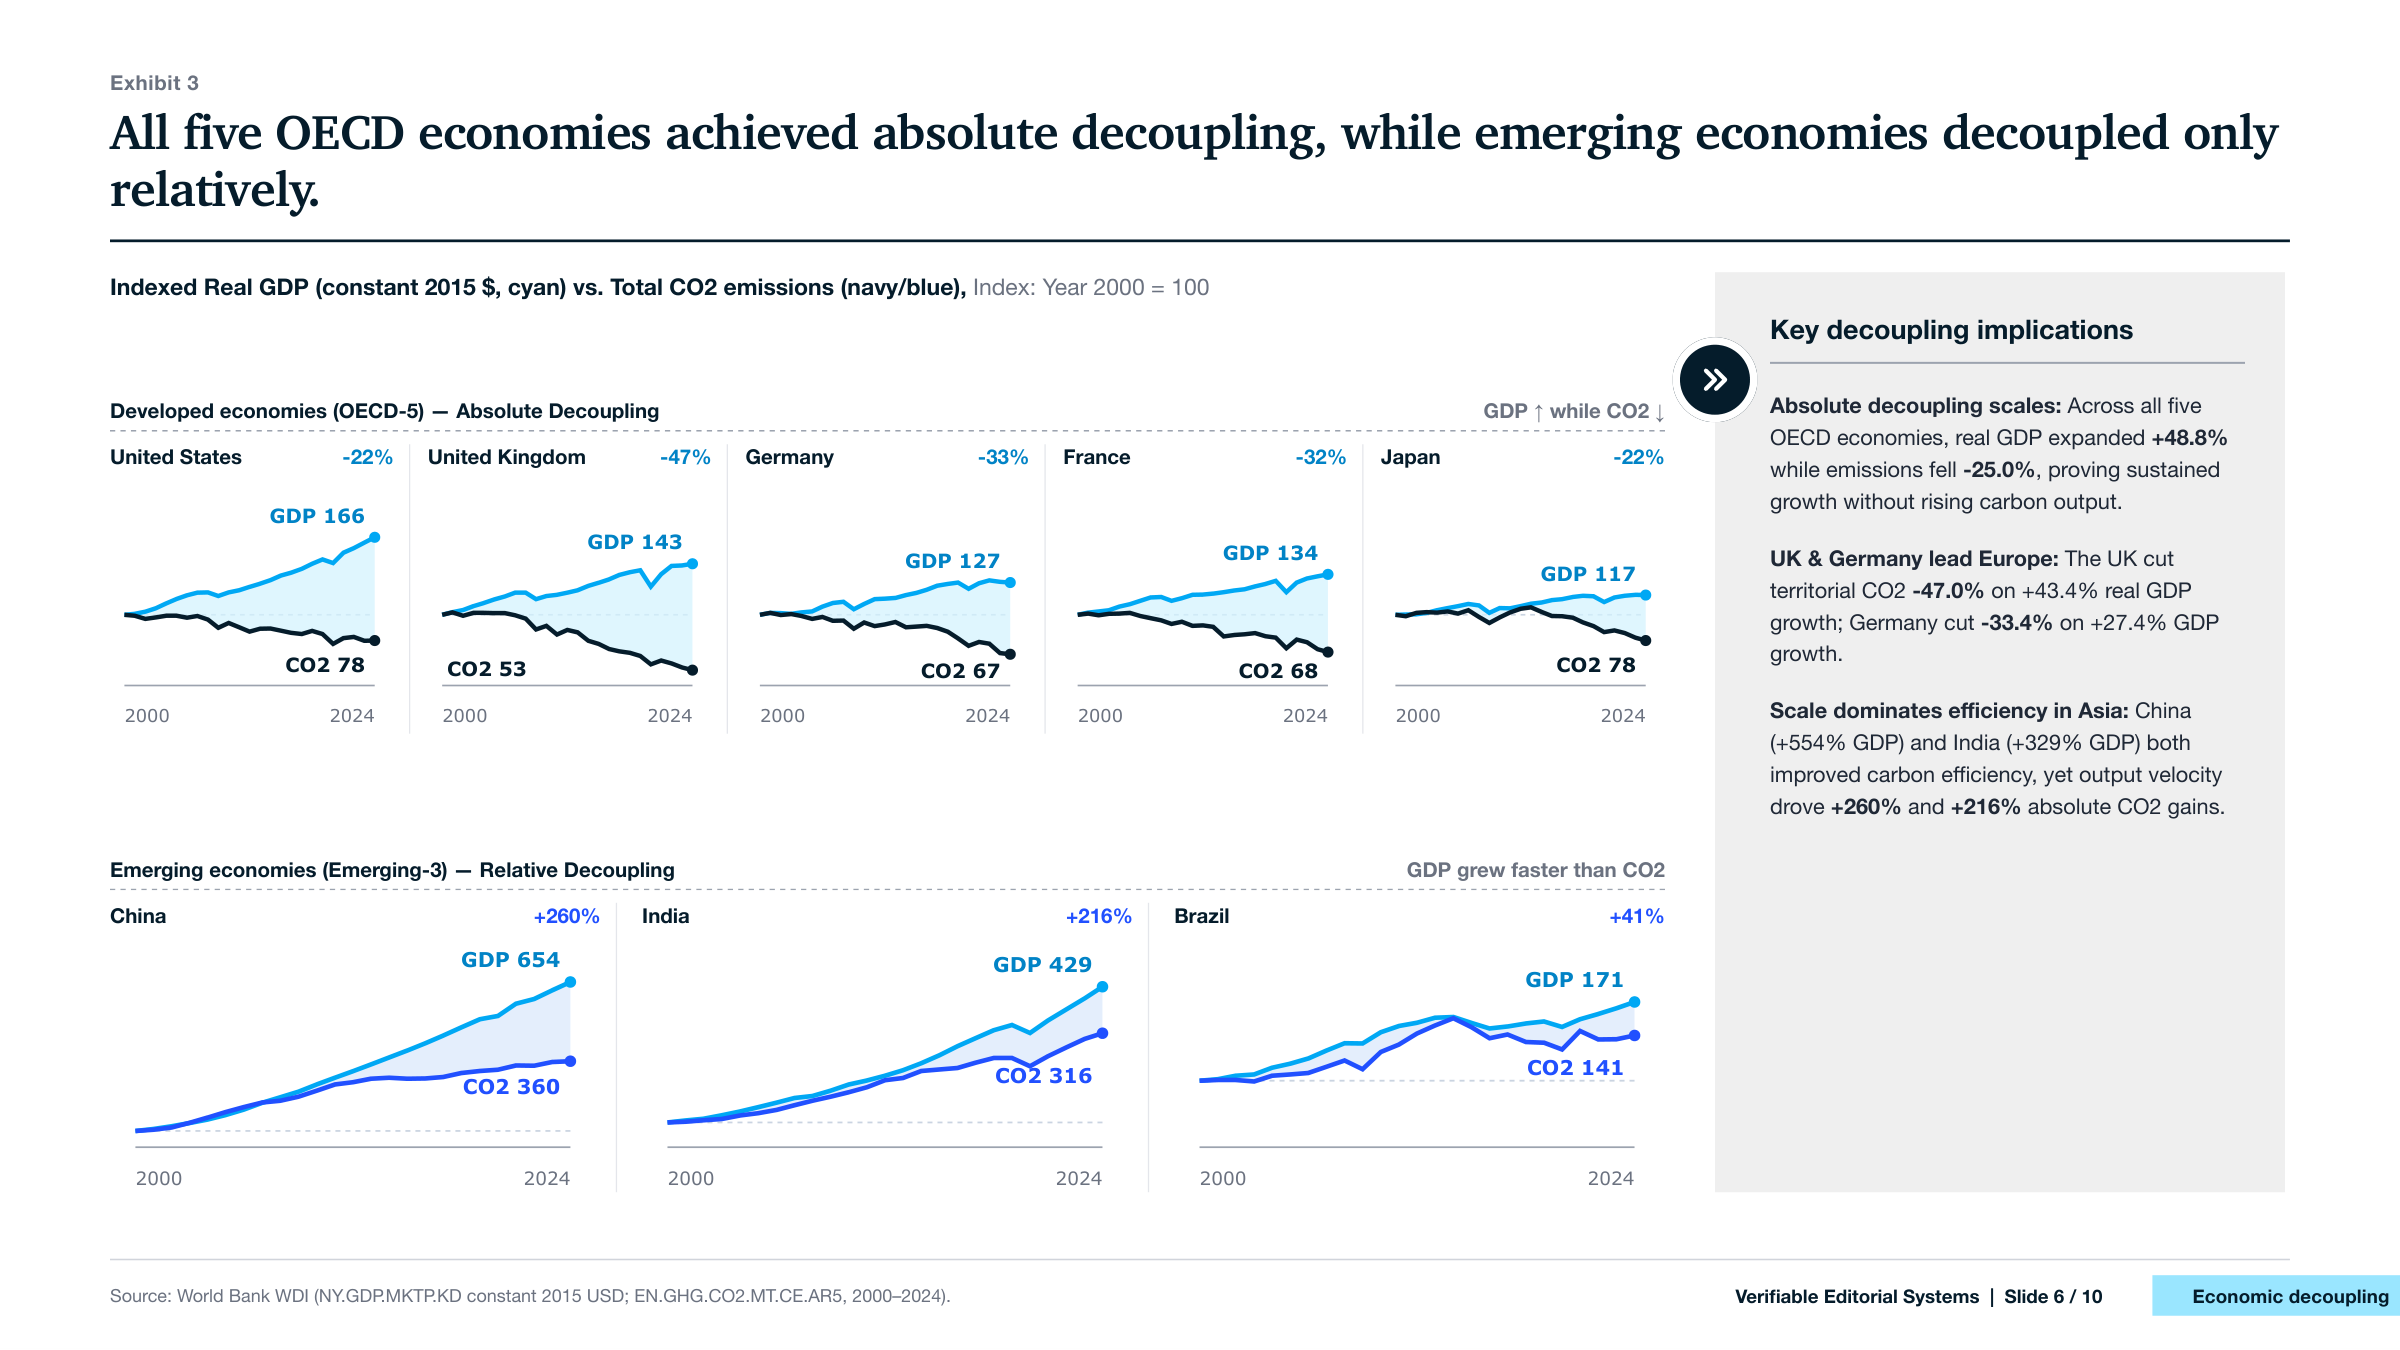 Exhibit 3
All five OECD economies achieved absolute decoupling, while emerging economies decoupled only
relatively.
Indexed Real GDP (constant 2015 $, cyan) vs. Total CO2 emissions (navy/blue), Index: Year 2000 = 100
Developed economies (OECD-5) — Absolute Decoupling
GDP ↑ while CO2 ↓
United States -22%
GDP 166
CO2 78
2000 2024
United Kingdom -47%
GDP 143
CO2 53
2000 2024
Germany -33%
GDP 127
CO2 67
2000 2024
France -32%
GDP 134
CO2 68
2000 2024
Japan -22%
GDP 117
CO2 78
2000 2024
Emerging economies (Emerging-3) — Relative Decoupling
GDP grew faster than CO2
China +260%
GDP 654
CO2 360
2000 2024
India +216%
GDP 429
CO2 316
2000 2024
Brazil +41%
GDP 171
CO2 141
2000 2024
Key decoupling implications
Absolute decoupling scales: Across all five
OECD economies, real GDP expanded +48.8%
while emissions fell -25.0%, proving sustained
growth without rising carbon output.
UK & Germany lead Europe: The UK cut
territorial CO2 -47.0% on +43.4% real GDP
growth; Germany cut -33.4% on +27.4% GDP
growth.
Scale dominates efficiency in Asia: China
(+554% GDP) and India (+329% GDP) both
improved carbon efficiency, yet output velocity
drove +260% and +216% absolute CO2 gains.
Source: World Bank WDI (NY.GDP.MKTP.KD constant 2015 USD; EN.GHG.CO2.MT.CE.AR5, 2000–2024).
Verifiable Editorial Systems | Slide 6 / 10
Economic decoupling